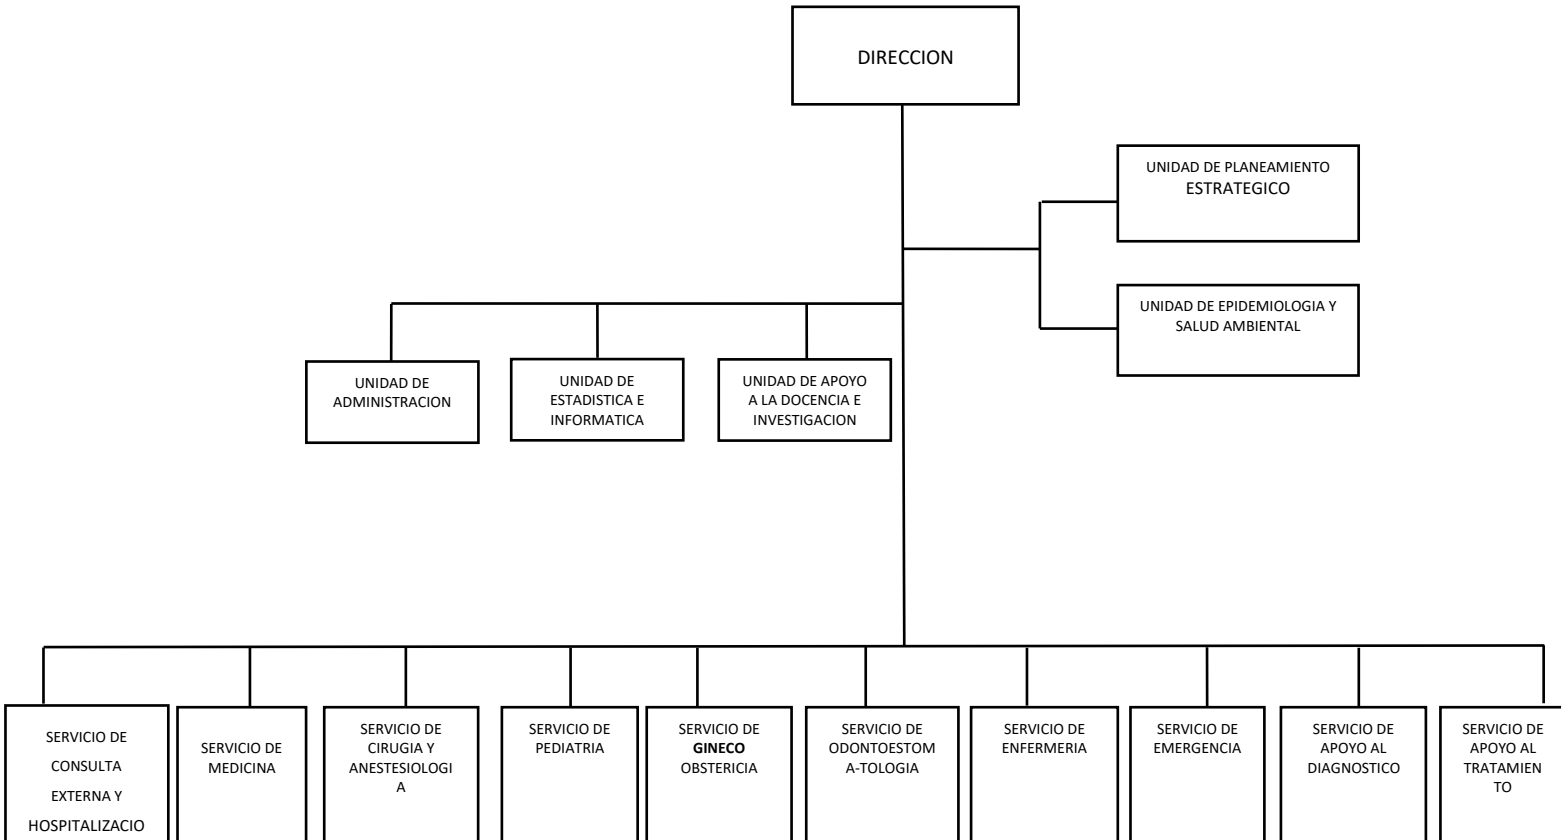 DIRECCION
UNIDAD DE PLANEAMIENTO
ESTRATEGICO
UNIDAD DE EPIDEMIOLOGIA Y
SALUD AMBIENTAL
UNIDAD DE
ADMINISTRACION
UNIDAD DE
ESTADISTICA E
INFORMATICA
UNIDAD DE APOYO
A LA DOCENCIA E
INVESTIGACION
SERVICIO DE
CONSULTA
EXTERNA Y
HOSPITALIZACIO
SERVICIO DE
MEDICINA
SERVICIO DE
CIRUGIA Y
ANESTESIOLOGI
A
SERVICIO DE
PEDIATRIA
SERVICIO DE
GINECO
OBSTERICIA
SERVICIO DE
ODONTOESTOM
A-TOLOGIA
SERVICIO DE
ENFERMERIA
SERVICIO DE
EMERGENCIA
SERVICIO DE
APOYO AL
DIAGNOSTICO
SERVICIO DE
APOYO AL
TRATAMIEN
TO